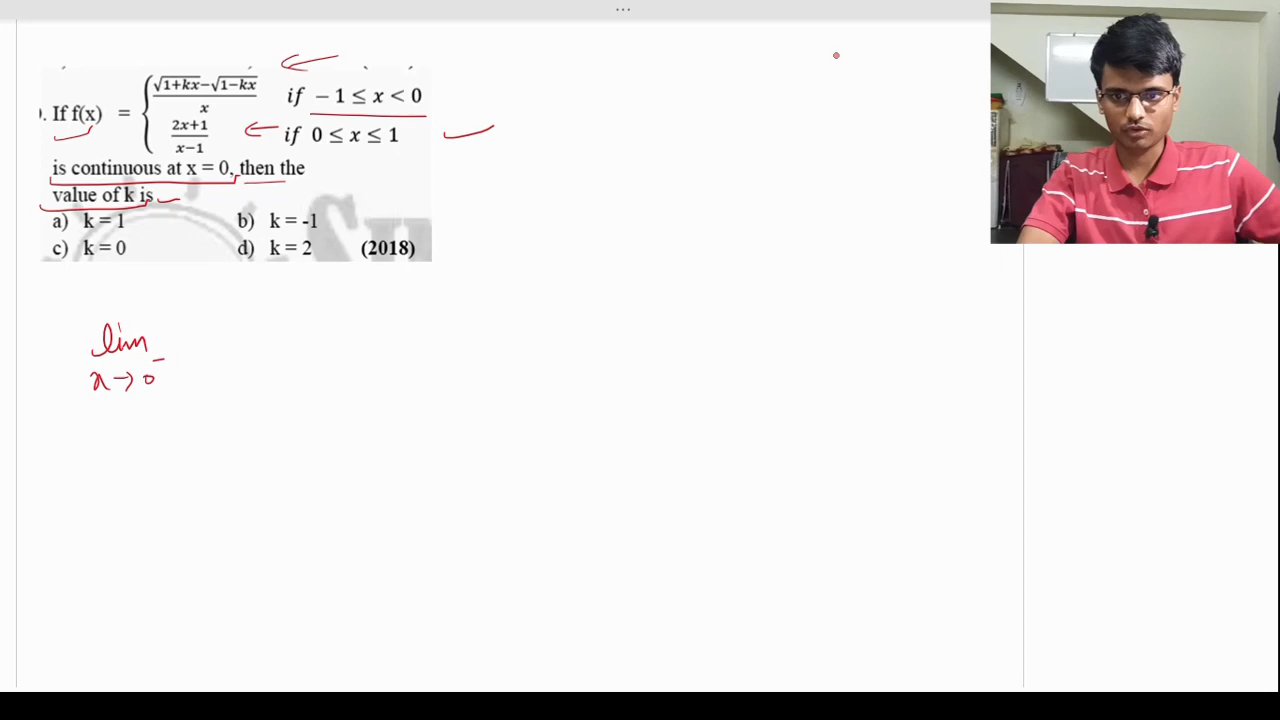 ). If f(x) = { (√1+kx − √1−kx)/x if − 1 ≤ x < 0
(2x+1)/(x−1) if 0 ≤ x ≤ 1
is continuous at x = 0, then the
value of k is
a) k = 1 b) k = -1
c) k = 0 d) k = 2 (2018)
lim
x → 0⁻